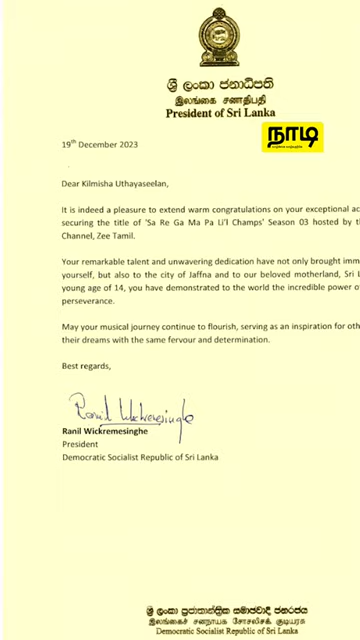 ශ්‍රී ලංකා ජනාධිපති
இலங்கை சனாதிபதி
President of Sri Lanka
நாடி
19th December 2023
Dear Kilmisha Uthayaseelan,
It is indeed a pleasure to extend warm congratulations on your exceptional
securing the title of 'Sa Re Ga Ma Pa Li'l Champs' Season 03 hosted by
Channel, Zee Tamil.
Your remarkable talent and unwavering dedication have not only brought
yourself, but also to the city of Jaffna and to our beloved motherland, Sri
young age of 14, you have demonstrated to the world the incredible power
perseverance.
May your musical journey continue to flourish, serving as an inspiration for
their dreams with the same fervour and determination.
Best regards,
Ranil Wickremesinghe
Ranil Wickremesinghe
President
Democratic Socialist Republic of Sri Lanka
ශ්‍රී ලංකා ප්‍රජාතාන්ත්‍රික සමාජවාදී ජනරජය
இலங்கைச் சனநாயக சோசலிசக் குடியரசு
Democratic Socialist Republic of Sri Lanka